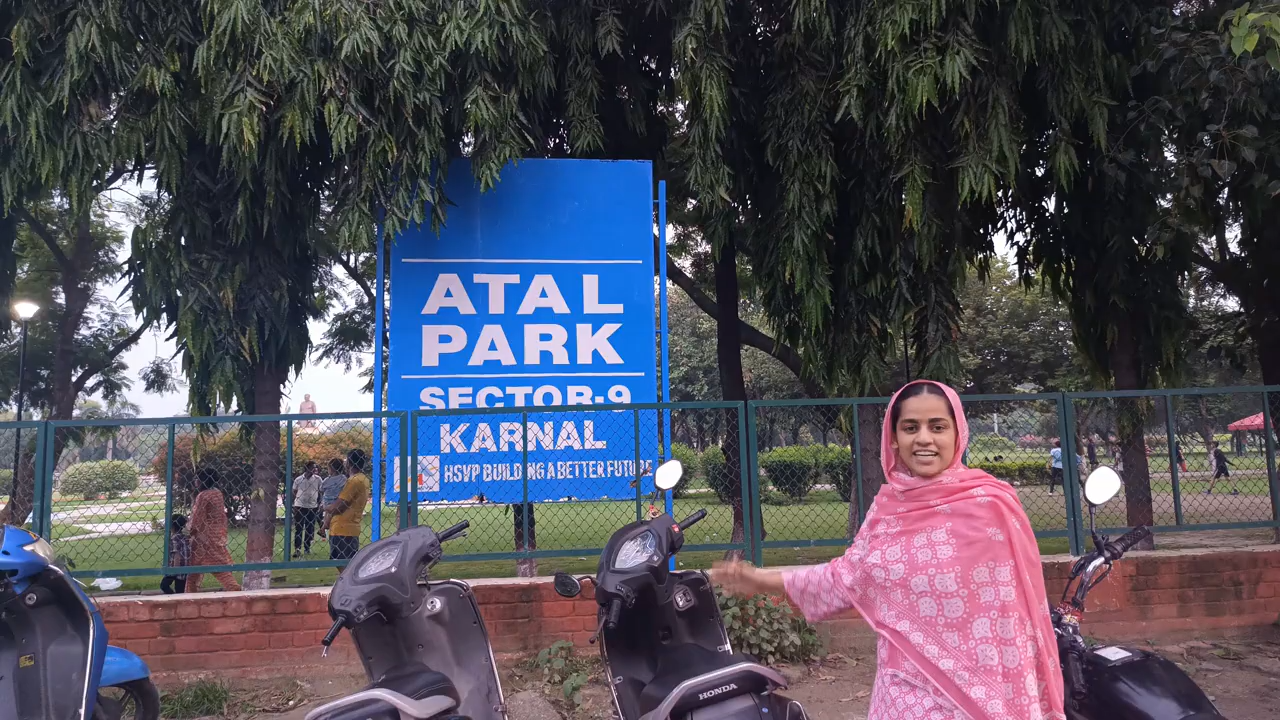 ATAL
PARK
SECTOR-9
KARNAL
HSVP BUILDING A BETTER FUTURE
HONDA